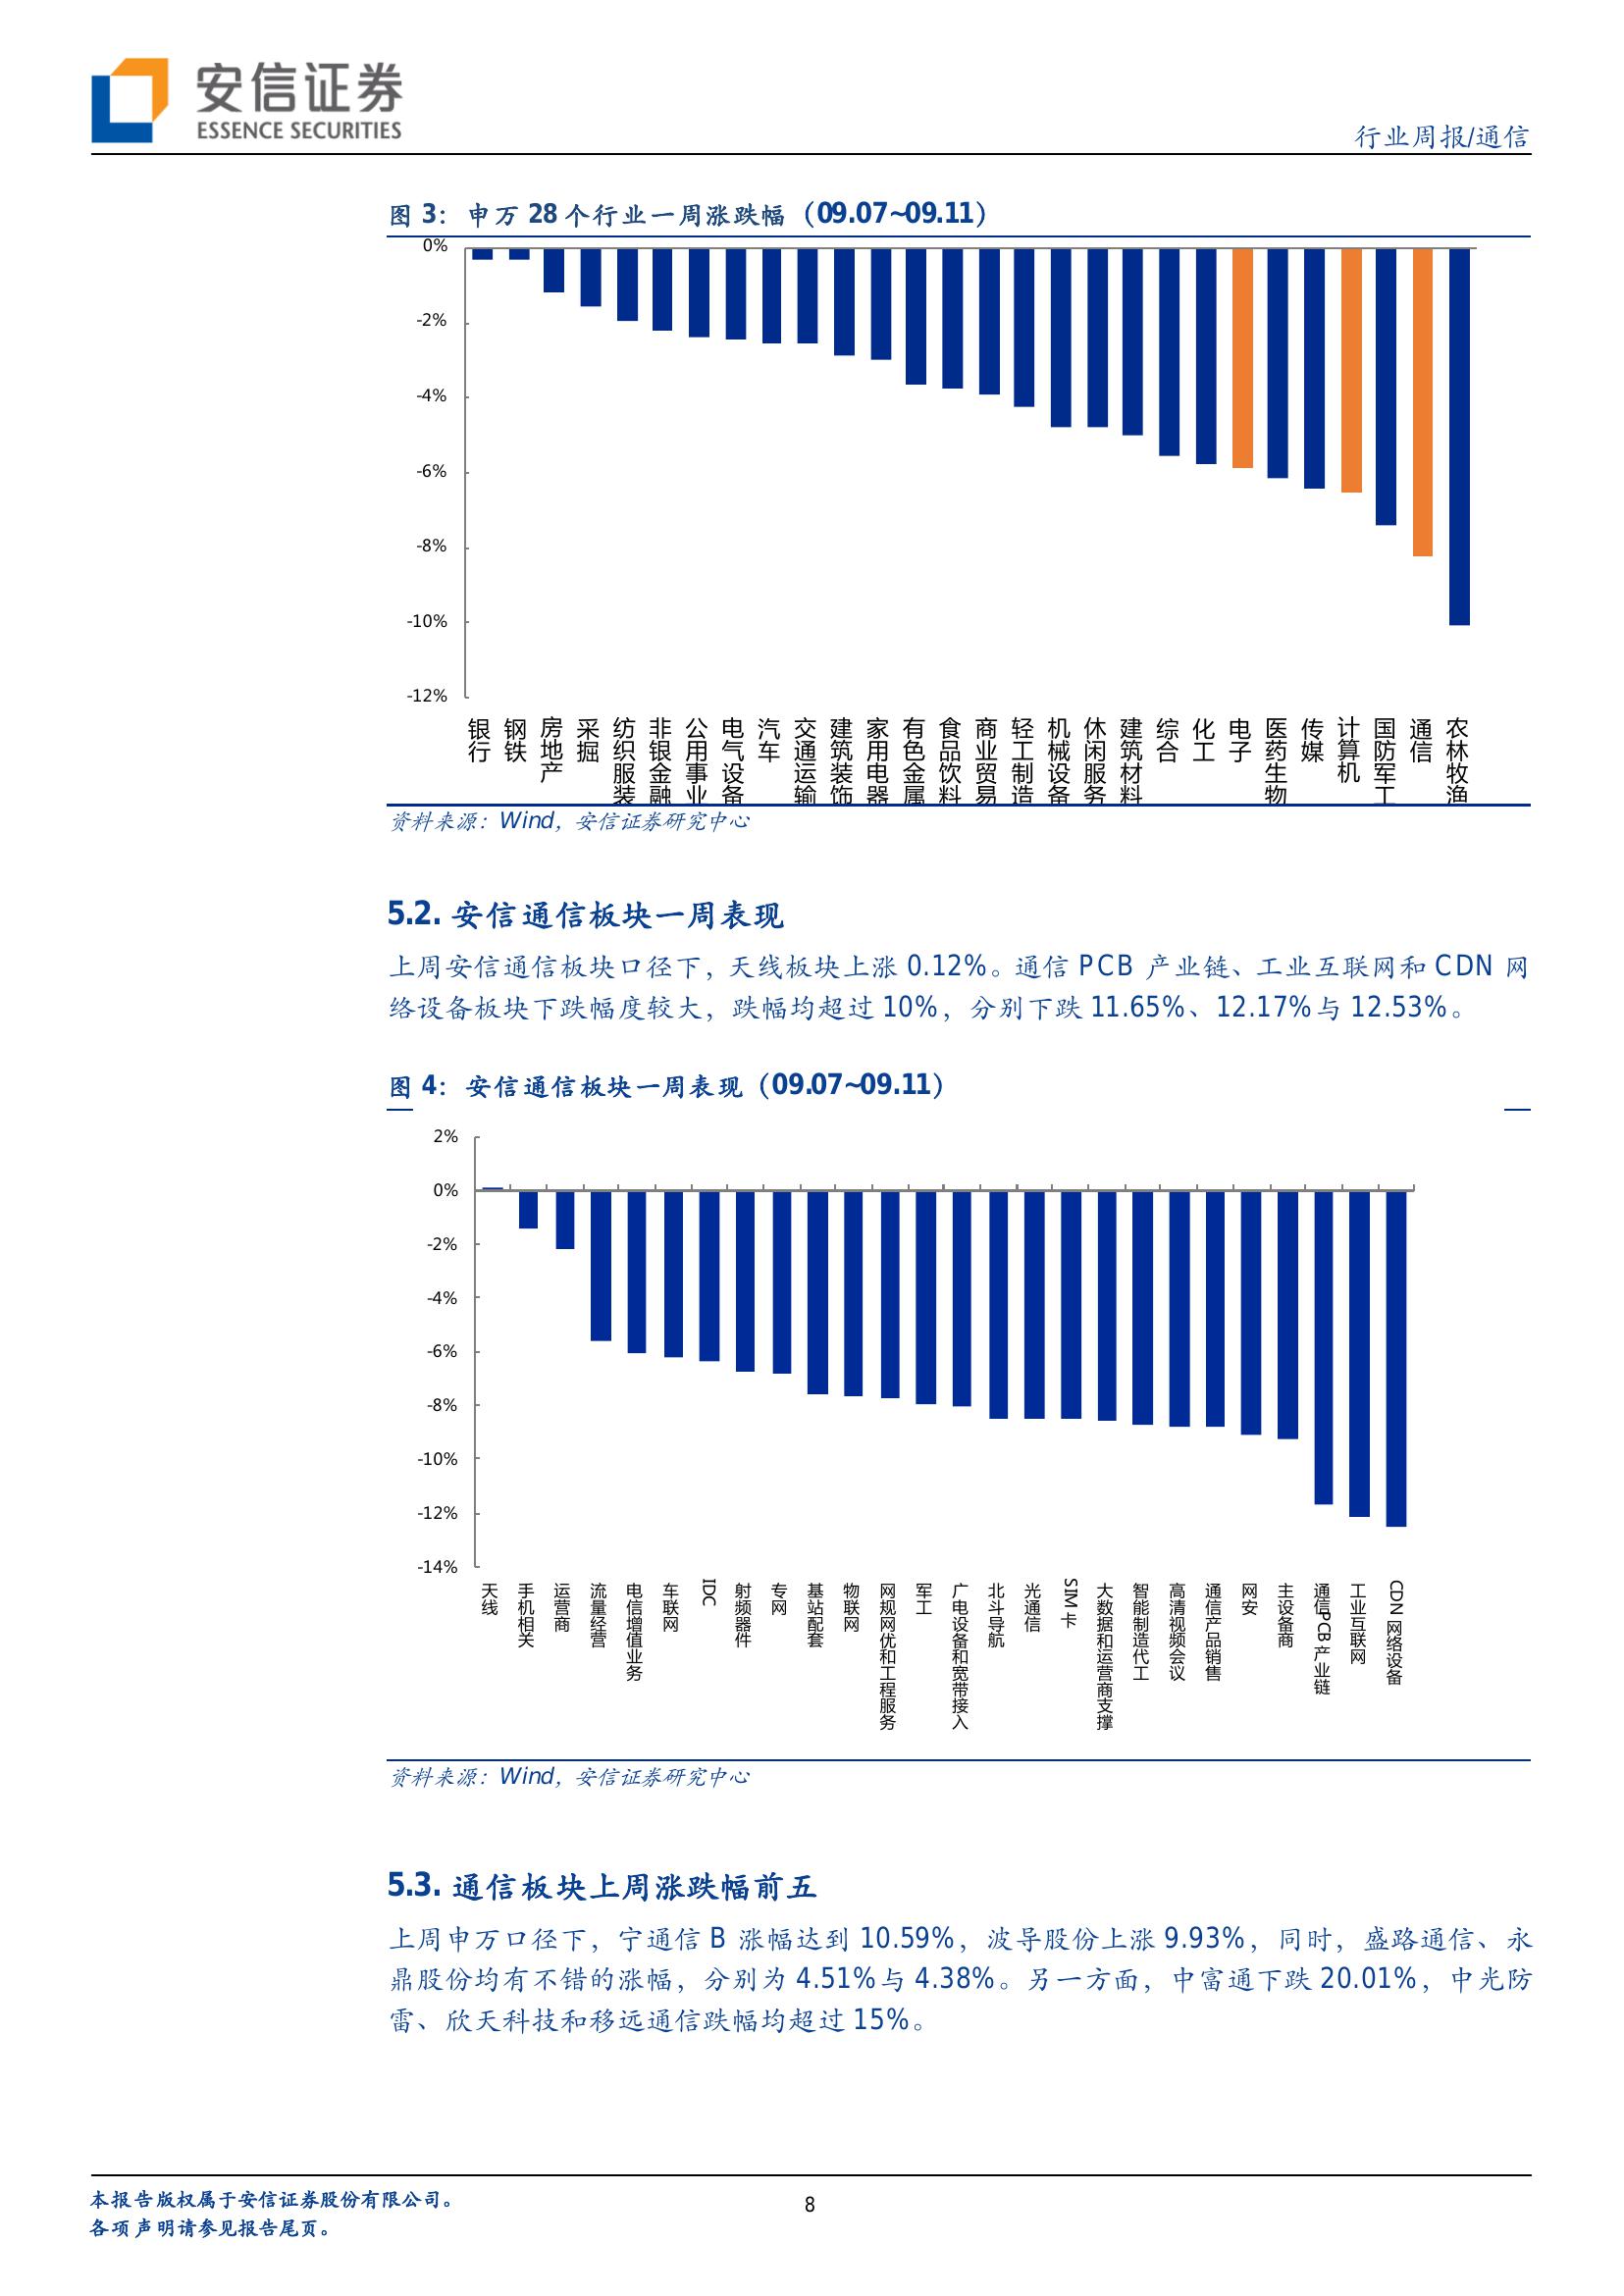 安信证券
ESSENCE SECURITIES
行业周报/通信
图 3：申万 28 个行业一周涨跌幅（09.07~09.11）
0%
-2%
-4%
-6%
-8%
-10%
-12%
银行
钢铁
房地产
采掘
纺织服装
非银金融
公用事业
电气设备
汽车
交通运输
建筑装饰
家用电器
有色金属
食品饮料
商业贸易
轻工制造
机械设备
休闲服务
建筑材料
综合
化工
电子
医药生物
传媒
计算机
国防军工
通信
农林牧渔
资料来源：Wind，安信证券研究中心
5.2. 安信通信板块一周表现
上周安信通信板块口径下，天线板块上涨 0.12%。通信 PCB 产业链、工业互联网和 CDN 网
络设备板块下跌幅度较大，跌幅均超过 10%，分别下跌 11.65%、12.17%与 12.53%。
图 4：安信通信板块一周表现（09.07~09.11）
2%
0%
-2%
-4%
-6%
-8%
-10%
-12%
-14%
天线
手机相关
运营商
流量经营
电信增值业务
车联网
IDC
射频器件
专网
基站配套
物联网
网规网优和工程服务
军工
广电设备和宽带接入
北斗导航
光通信
SIM 卡
大数据和运营商支撑
智能制造代工
高清视频会议
通信产品销售
网安
主设备商
通信PCB 产业链
工业互联网
CDN 网络设备
资料来源：Wind，安信证券研究中心
5.3. 通信板块上周涨跌幅前五
上周申万口径下，宁通信 B 涨幅达到 10.59%，波导股份上涨 9.93%，同时，盛路通信、永
鼎股份均有不错的涨幅，分别为 4.51%与 4.38%。另一方面，中富通下跌 20.01%，中光防
雷、欣天科技和移远通信跌幅均超过 15%。
本报告版权属于安信证券股份有限公司。
8
各项声明请参见报告尾页。